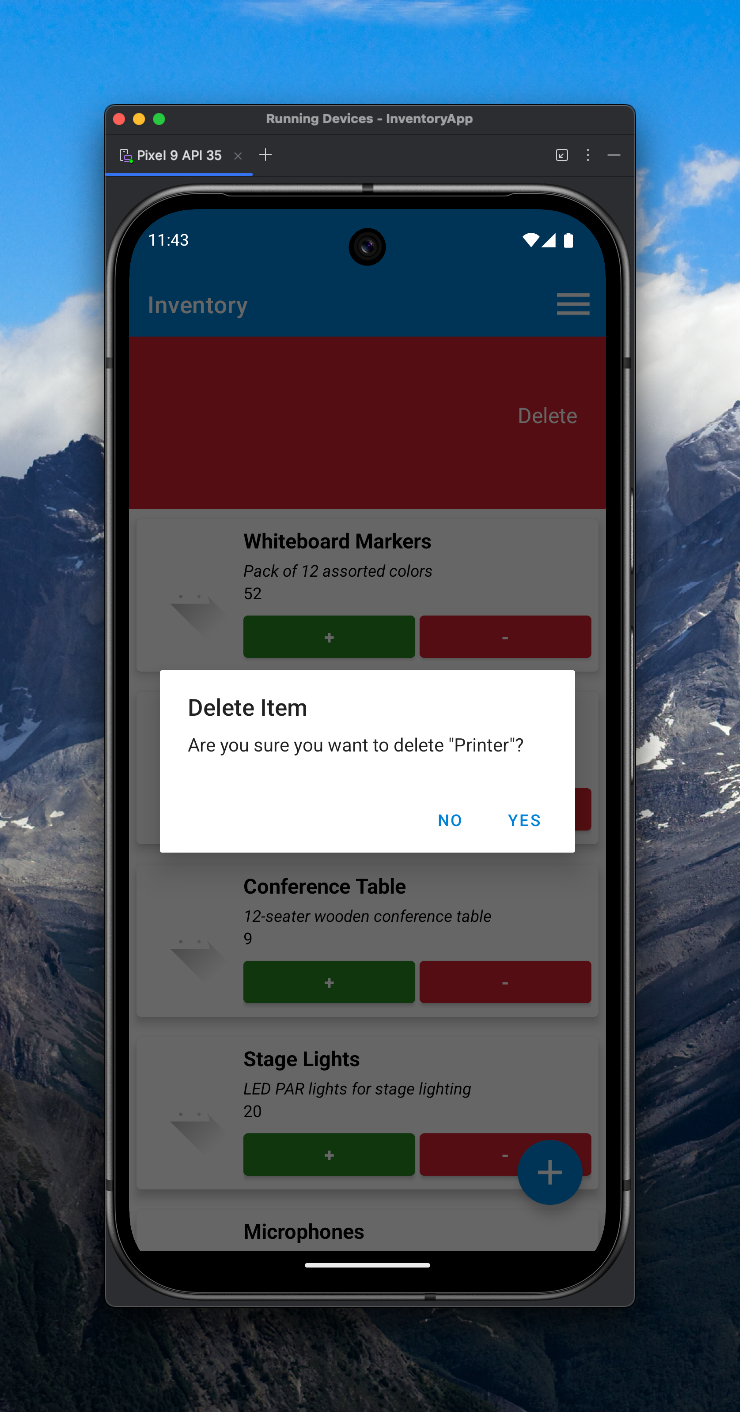 Running Devices - InventoryApp
Pixel 9 API 35
11:43
Inventory
Delete
Whiteboard Markers
Pack of 12 assorted colors
52
+ -
Delete Item
Are you sure you want to delete "Printer"?
NO YES
Conference Table
12-seater wooden conference table
9
+ -
Stage Lights
LED PAR lights for stage lighting
20
+ -
Microphones